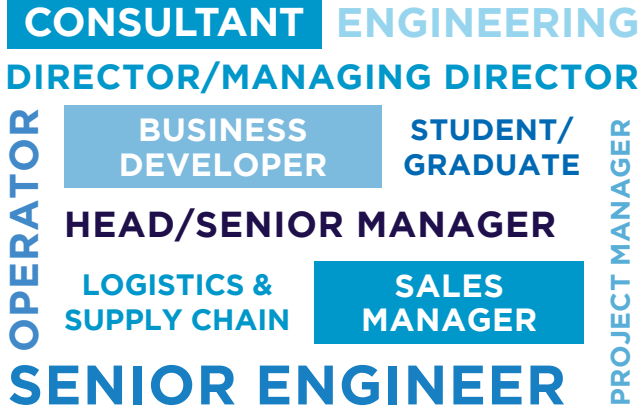 CONSULTANT
ENGINEERING
DIRECTOR/MANAGING DIRECTOR
OPERATOR
BUSINESS
DEVELOPER
STUDENT/
GRADUATE
PROJECT MANAGER
HEAD/SENIOR MANAGER
LOGISTICS &
SUPPLY CHAIN
SALES
MANAGER
SENIOR ENGINEER